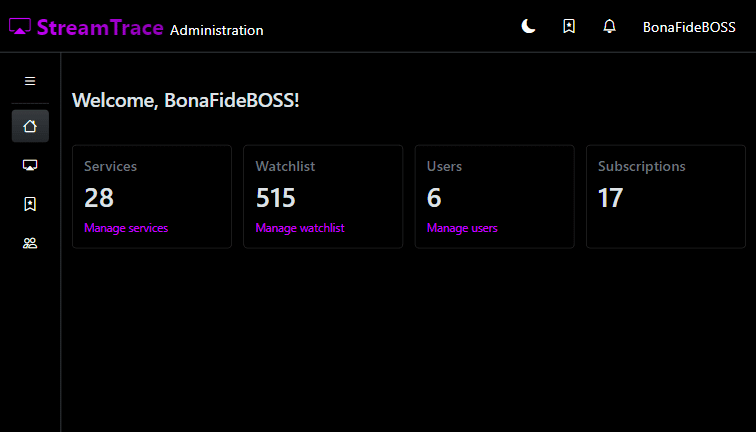 StreamTrace Administration
BonaFideBOSS
Welcome, BonaFideBOSS!
Services
28
Manage services
Watchlist
515
Manage watchlist
Users
6
Manage users
Subscriptions
17